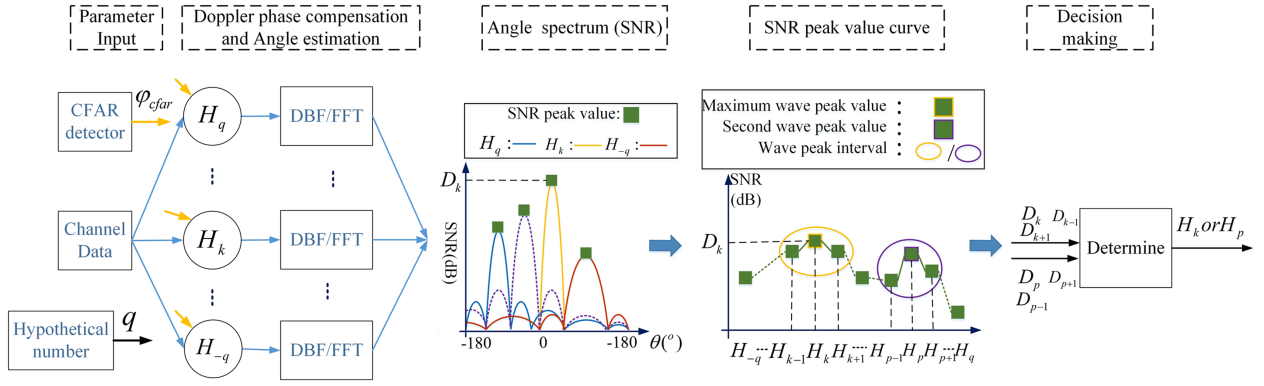 Parameter
Input
Doppler phase compensation
and Angle estimation
Angle spectrum (SNR)
SNR peak value curve
Decision
making
CFAR
detector
φcfar
Channel
Data
Hypothetical
number
q
Hq
Hk
H-q
DBF/FFT
DBF/FFT
DBF/FFT
SNR peak value:
Hq : Hk : H-q :
Dk
SNR(dB)
-180 0 -180 θ(o)
Maximum wave peak value :
Second wave peak value :
Wave peak interval : /
SNR
(dB)
Dk
H-q ... Hk-1 Hk Hk+1 ... Hp-1 Hp Hp+1 ... Hq
Dk Dk-1
Dk+1
Dp Dp+1
Dp-1
Determine
Hk or Hp